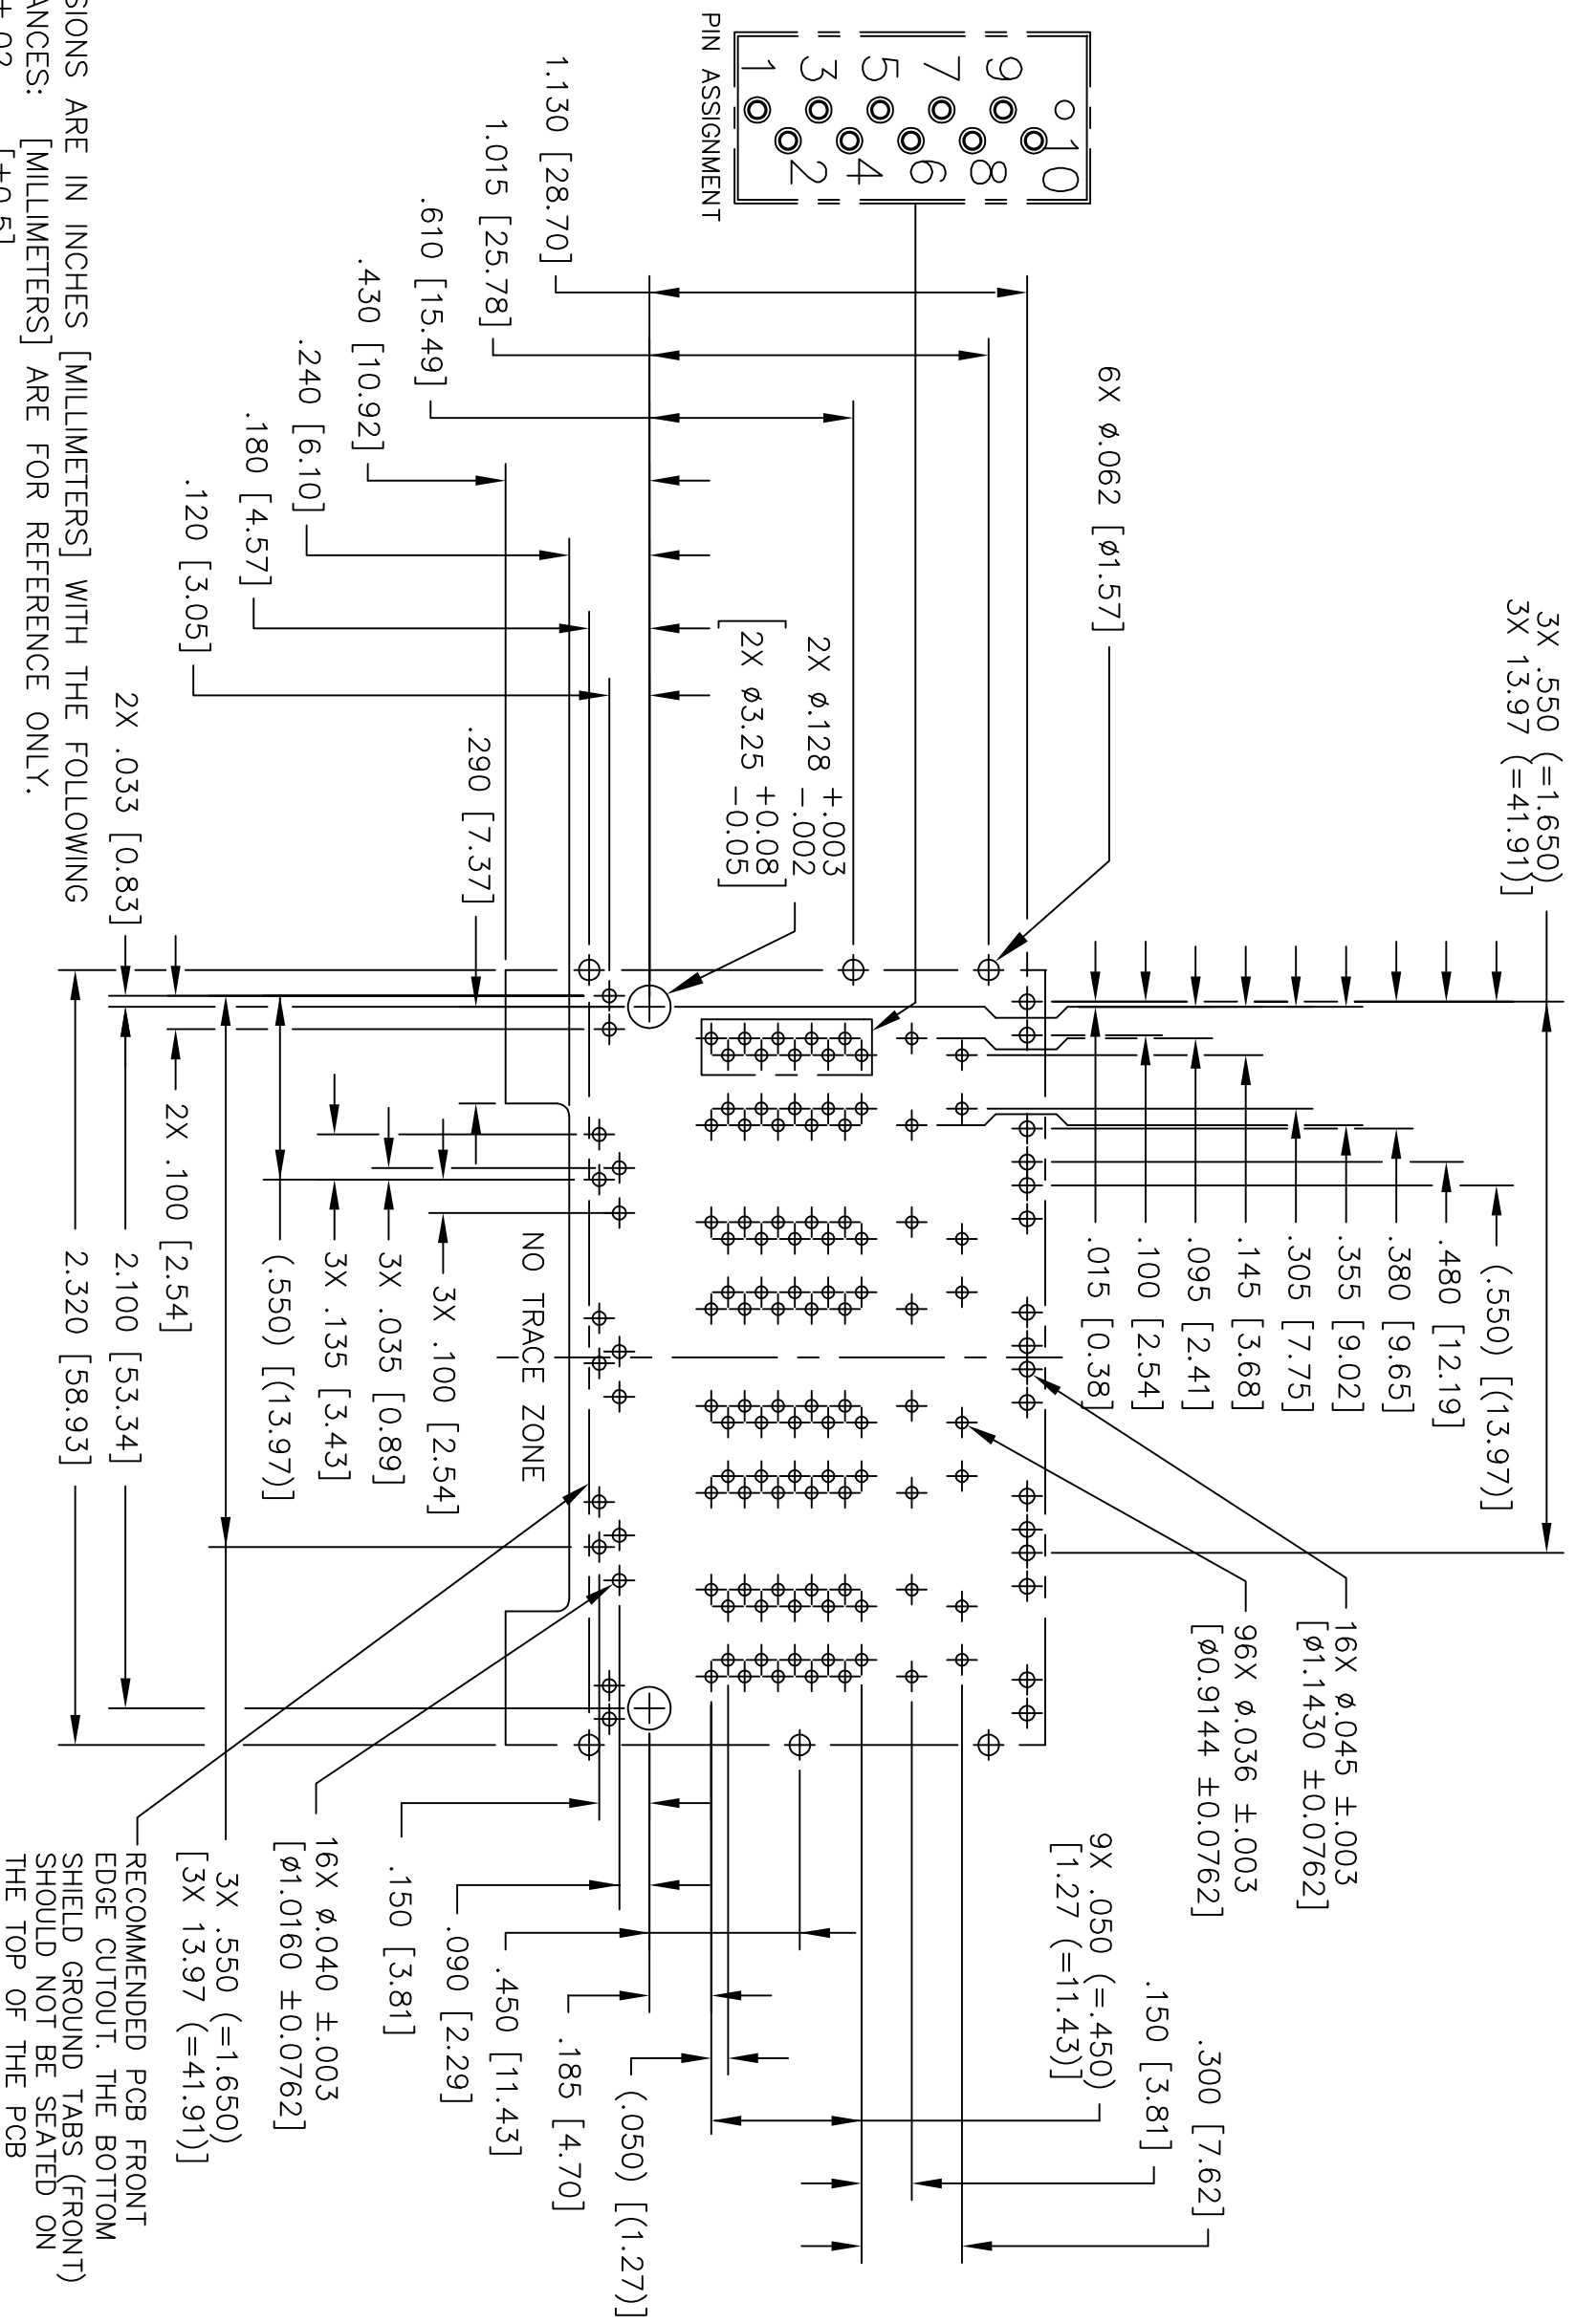 3X .550 (=1.650)
3X 13.97 (=41.91)]
(.550) [(13.97)]
.480 [12.19]
.380 [9.65]
.355 [9.02]
.305 [7.75]
.145 [3.68]
.095 [2.41]
.100 [2.54]
.015 [0.38]
16X ø.045 ±.003
[ø1.1430 ±0.0762]
96X ø.036 ±.003
[ø0.9144 ±0.0762]
.300 [7.62]
.150 [3.81]
9X .050 (=.450)
[1.27 (=11.43)]
6X ø.062 [ø1.57]
9 10
7 8
5 6
3 4
1 2
PIN ASSIGNMENT
2X ø.128 +.003
-.002
[2X ø3.25 +0.08
-0.05]
1.130 [28.70]
1.015 [25.78]
.610 [15.49]
.430 [10.92]
.240 [6.10]
.180 [4.57]
.120 [3.05]
.290 [7.37]
2X .033 [0.83]
NO TRACE ZONE
3X .100 [2.54]
3X .035 [0.89]
3X .135 [3.43]
(.550) [(13.97)]
2X .100 [2.54]
2.100 [53.34]
2.320 [58.93]
(.050) [(1.27)]
.185 [4.70]
.450 [11.43]
.090 [2.29]
.150 [3.81]
16X ø.040 ±.003
[ø1.0160 ±0.0762]
3X .550 (=1.650)
[3X 13.97 (=41.91)]
RECOMMENDED PCB FRONT
EDGE CUTOUT. THE BOTTOM
SHIELD GROUND TABS (FRONT)
SHOULD NOT BE SEATED ON
THE TOP OF THE PCB
SIONS ARE IN INCHES [MILLIMETERS] WITH THE FOLLOWING
ANCES: [MILLIMETERS] ARE FOR REFERENCE ONLY.